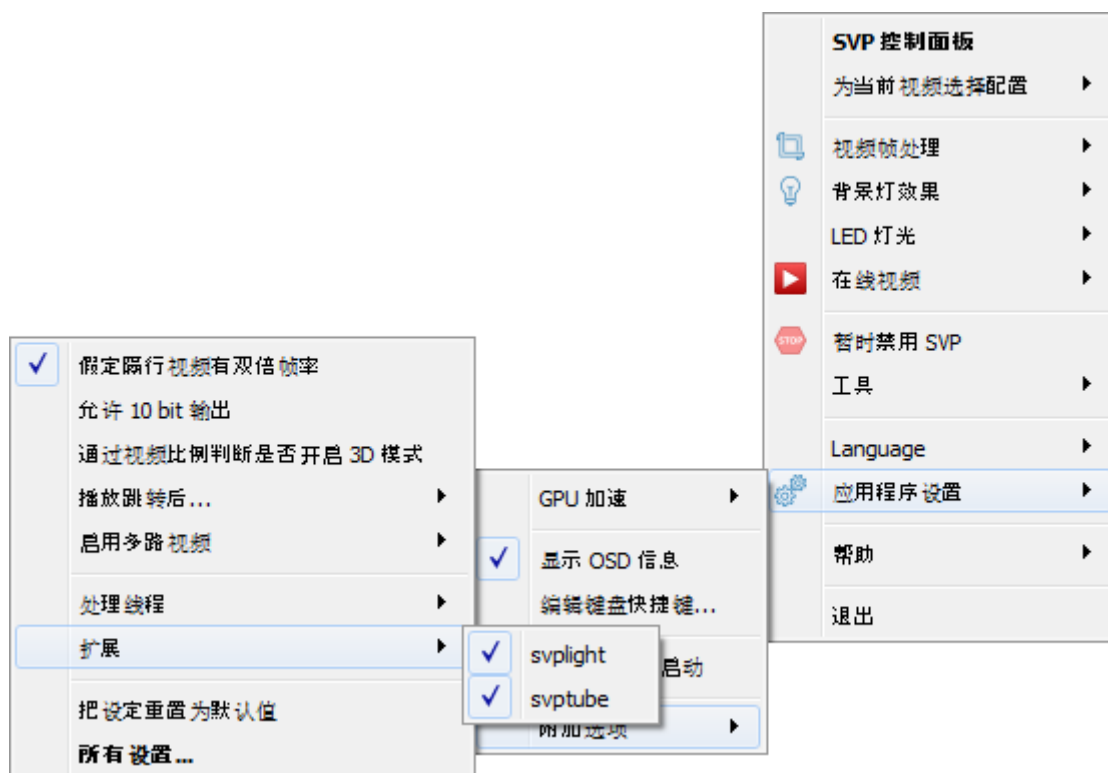 SVP 控制面板
为当前视频选择配置
视频帧处理
背景灯效果
LED 灯光
在线视频
STOP
暂时禁用 SVP
工具
Language
应用程序设置
帮助
退出
GPU 加速
显示 OSD 信息
编辑键盘快捷键...
启动
附加选项
假定隔行视频有双倍帧率
允许 10 bit 输出
通过视频比例判断是否开启 3D 模式
播放跳转后...
启用多路视频
处理线程
扩展
把设定重置为默认值
所有设置...
svplight
svptube